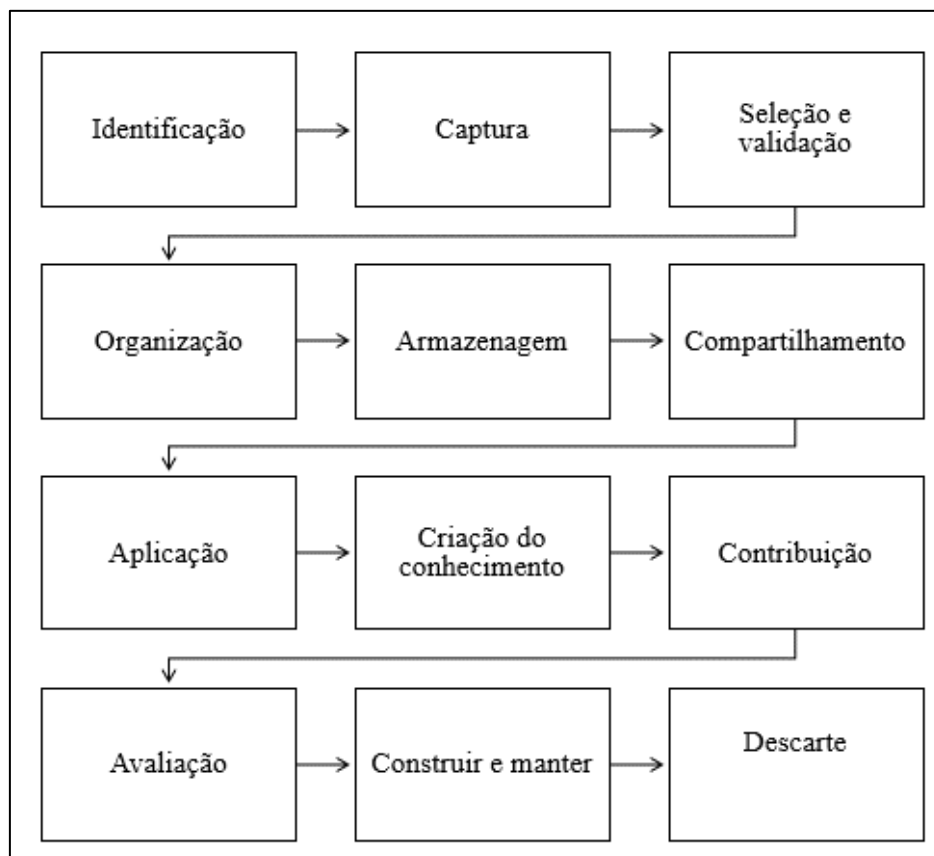 Identificação
Captura
Seleção e
validação
Organização
Armazenagem
Compartilhamento
Aplicação
Criação do
conhecimento
Contribuição
Avaliação
Construir e manter
Descarte